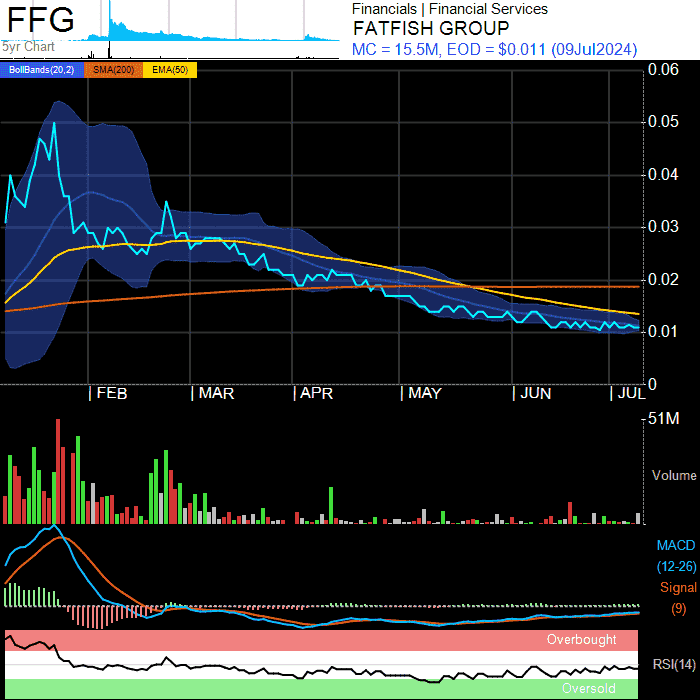 FFG
5yr Chart
Financials | Financial Services
FATFISH GROUP
MC = 15.5M, EOD = $0.011 (09Jul2024)
BollBands(20,2) SMA(200) EMA(50)
0.06
0.05
0.04
0.03
0.02
0.01
0
FEB MAR APR MAY JUN JUL
51M
Volume
MACD
(12-26)
Signal
(9)
Overbought
RSI(14)
Oversold